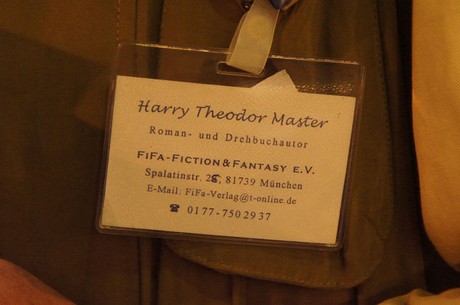 Harry Theodor Master
Roman- und Drehbuchautor
FiFa-Fiction & Fantasy e.V.
Spalatinstr. 28, 81739 München
E-Mail: FiFa-Verlag@t-online.de
☎ 0177-7502937